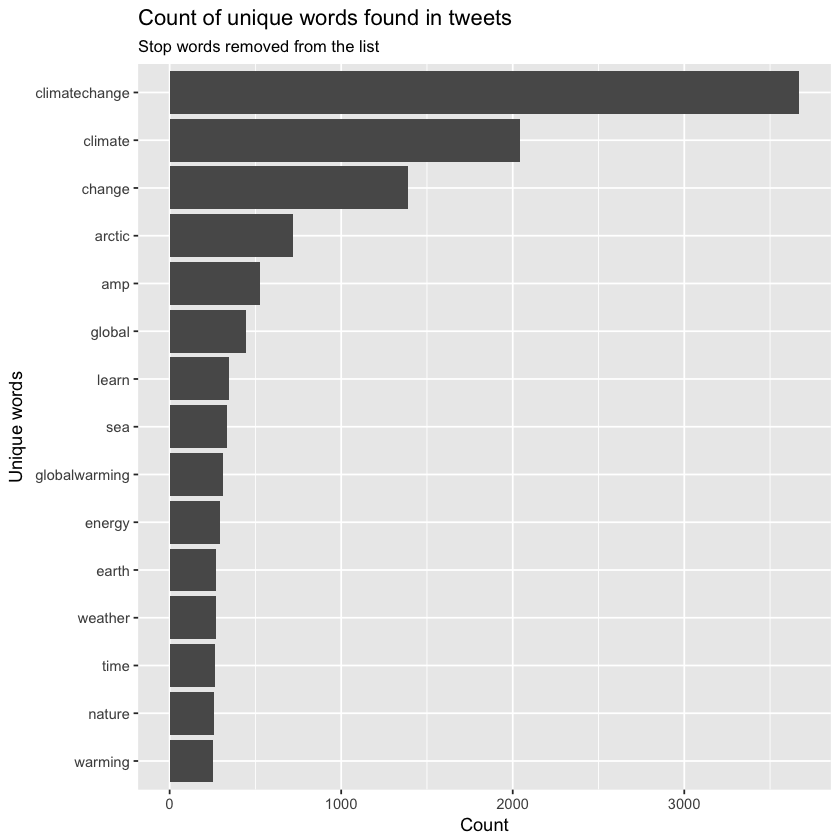 Count of unique words found in tweets
Stop words removed from the list
Unique words
climatechange
climate
change
arctic
amp
global
learn
sea
globalwarming
energy
earth
weather
time
nature
warming
0 1000 2000 3000
Count